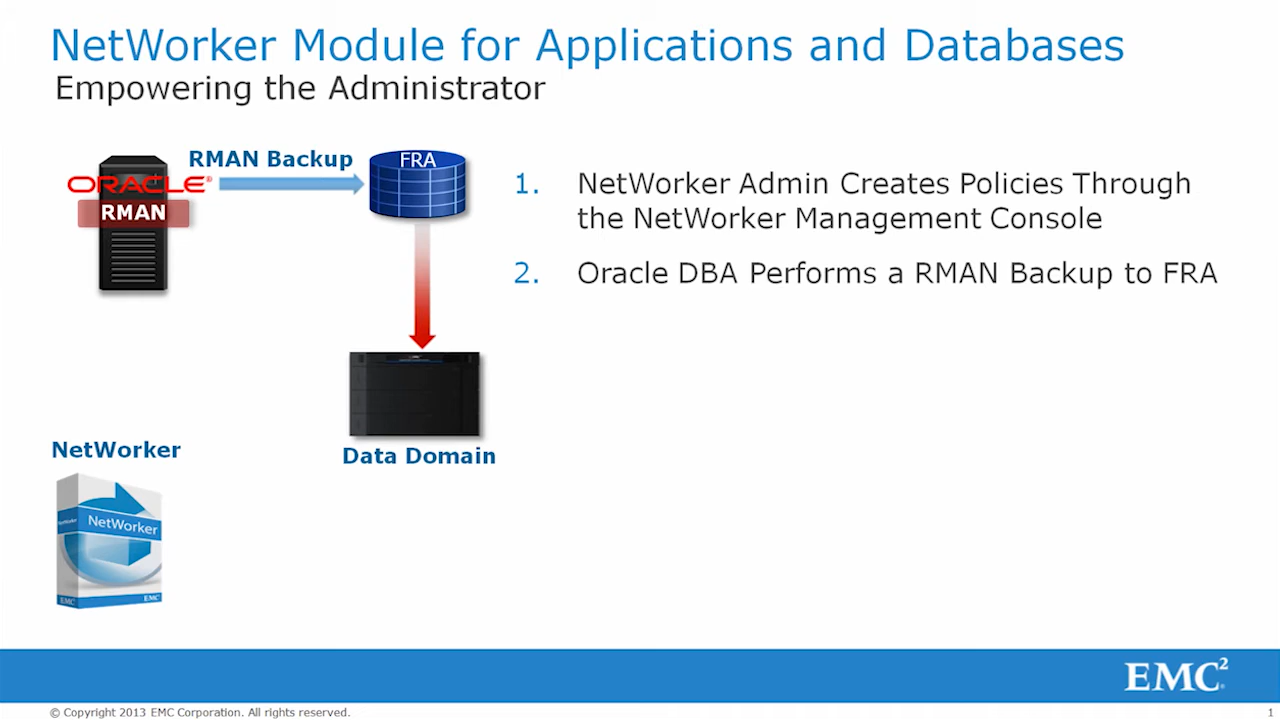 NetWorker Module for Applications and Databases
Empowering the Administrator
RMAN Backup
FRA
ORACLE®
RMAN
1. NetWorker Admin Creates Policies Through
the NetWorker Management Console
2. Oracle DBA Performs a RMAN Backup to FRA
Data Domain
NetWorker
NetWorker
NetWorker
EMC
EMC
EMC²
© Copyright 2013 EMC Corporation. All rights reserved.
1